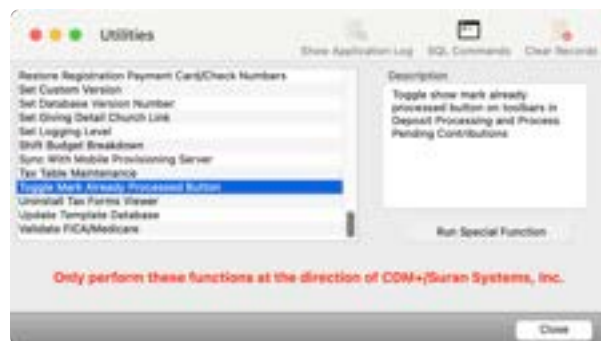 Utilities
Show Application Log SQL Commands Clear Records
Restore Registration Payment Card/Check Numbers
Set Custom Version
Set Database Version Number
Set Giving Detail Church Link
Set Logging Level
Shift Budget Breakdown
Sync With Mobile Provisioning Server
Tax Table Maintenance
Toggle Mark Already Processed Button
Uninstall Tax Forms Viewer
Update Template Database
Validate FICA/Medicare
Description
Toggle show mark already
processed button on toolbars in
Deposit Processing and Process
Pending Contributions
Run Special Function
Only perform these functions at the direction of CDM+/Suran Systems, Inc.
Close